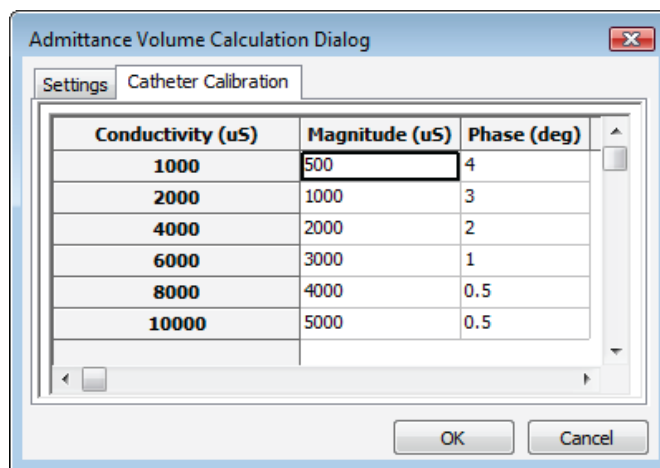 Admittance Volume Calculation Dialog
Settings Catheter Calibration
Conductivity (uS) Magnitude (uS) Phase (deg)
1000 500 4
2000 1000 3
4000 2000 2
6000 3000 1
8000 4000 0.5
10000 5000 0.5
OK Cancel